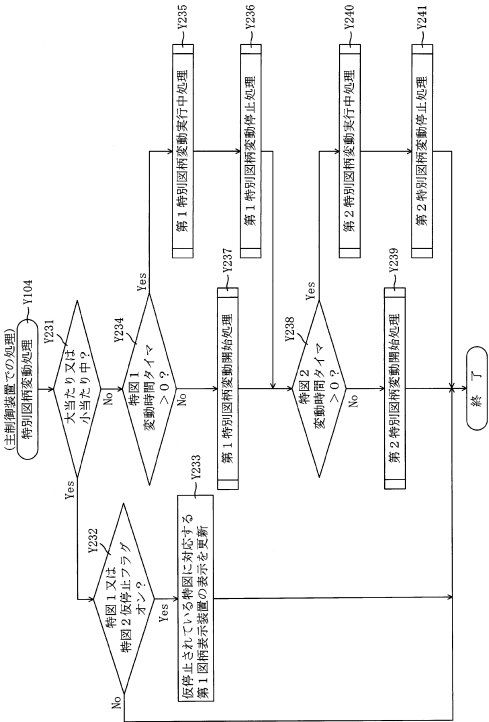 (主制御装置での処理)
特別図柄変動処理
Y104
Y231
大当たり又は
小当たり中？
Yes
No
Y232
特図１又は
特図２仮停止フラグ
オン？
Yes
No
Y233
仮停止されている特図に対応する
第１図柄表示装置の表示を更新
Y234
特図１
変動時間タイマ
＞０？
Yes
No
Y235
第１特別図柄変動実行中処理
Y236
第１特別図柄変動停止処理
Y237
第１特別図柄変動開始処理
Y238
特図２
変動時間タイマ
＞０？
Yes
No
Y239
第２特別図柄変動開始処理
Y240
第２特別図柄変動実行中処理
Y241
第２特別図柄変動停止処理
終 了